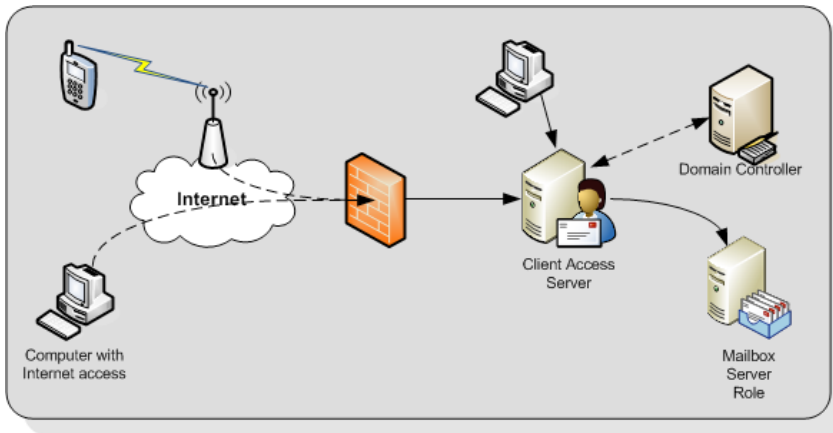 Internet
Domain Controller
Client Access
Server
Computer with
Internet access
Mailbox
Server
Role